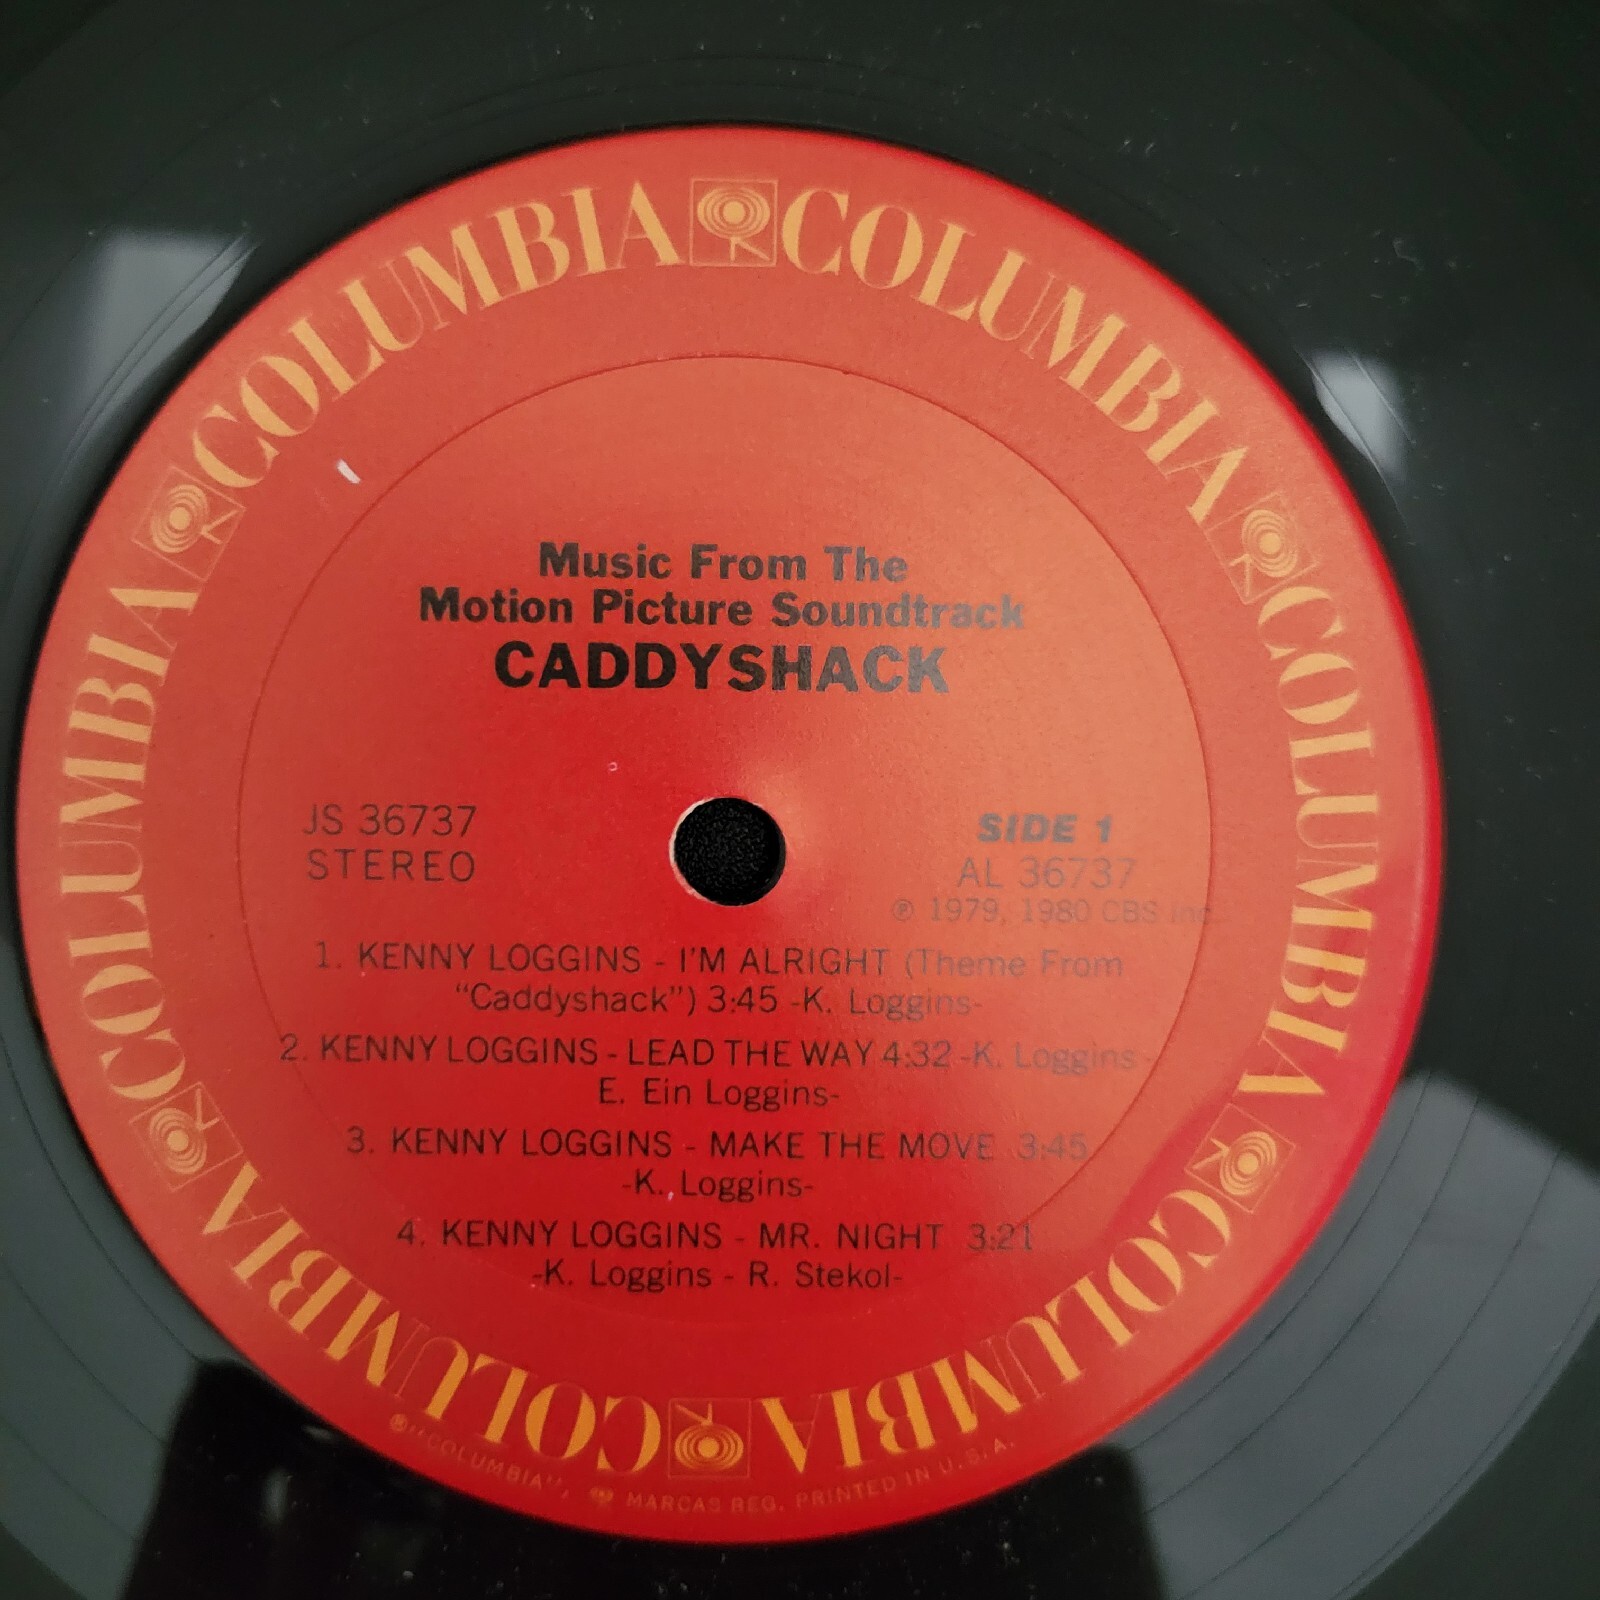 COLUMBIA COLUMBIA COLUMBIA COLUMBIA COLUMBIA COLUMBIA
Music From The
Motion Picture Soundtrack
CADDYSHACK
JS 36737
STEREO
SIDE 1
AL 36737
℗ 1979, 1980 CBS Inc.
1. KENNY LOGGINS - I'M ALRIGHT (Theme From
"Caddyshack") 3:45 -K. Loggins-
2. KENNY LOGGINS - LEAD THE WAY 4:32 -K. Loggins -
E. Ein Loggins-
3. KENNY LOGGINS - MAKE THE MOVE 3:45
-K. Loggins-
4. KENNY LOGGINS - MR. NIGHT 3:21
-K. Loggins - R. Stekol-
® "COLUMBIA", MARCAS REG. PRINTED IN U.S.A.